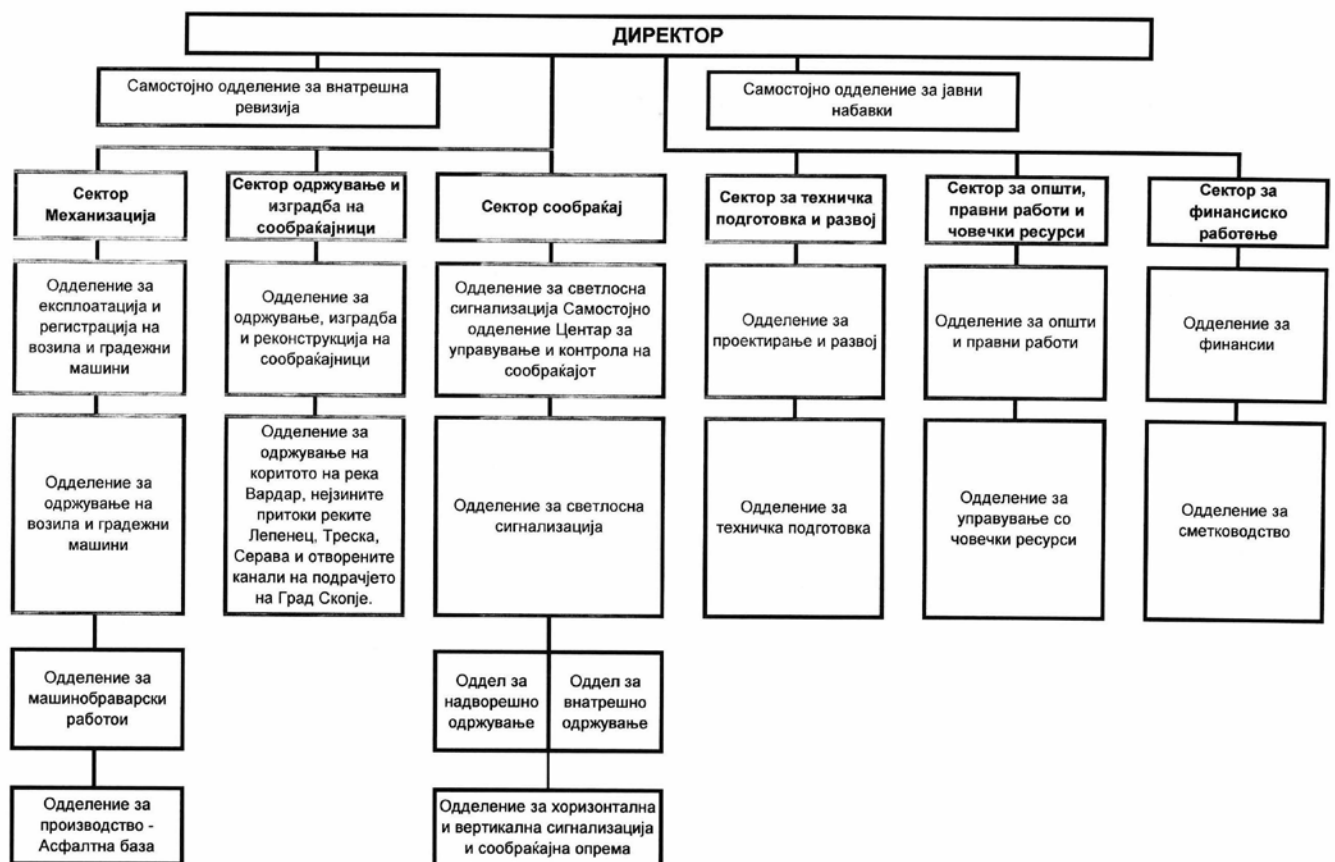 ДИРЕКТОР
Самостојно одделение за внатрешна
ревизија
Самостојно одделение за јавни
набавки
Сектор
Механизација
Сектор одржување и
изградба на
сообраќајници
Сектор сообраќај
Сектор за техничка
подготовка и развој
Сектор за општи,
правни работи и
човечки ресурси
Сектор за
финансиско
работење
Одделение за
експлоатација и
регистрација на
возила и градежни
машини
Одделение за
одржување, изградба
и реконструкција на
сообраќајници
Одделение за светлосна
сигнализација Самостојно
одделение Центар за
управување и контрола на
сообраќајот
Одделение за
проектирање и развој
Одделение за општи
и правни работи
Одделение за
финансии
Одделение за
одржување на
возила и градежни
машини
Одделение за
одржување на
коритото на река
Вардар, нејзините
притоки реките
Лепенец, Треска,
Серава и отворените
канали на подрачјето
на Град Скопје.
Одделение за светлосна
сигнализација
Одделение за
техничка подготовка
Одделение за
управување со
човечки ресурси
Одделение за
сметководство
Одделение за
машинобраварски
работои
Оддел за
надворешно
одржување
Оддел за
внатрешно
одржување
Одделение за
производство -
Асфалтна база
Одделение за хоризонтална
и вертикална сигнализација
и сообраќајна опрема